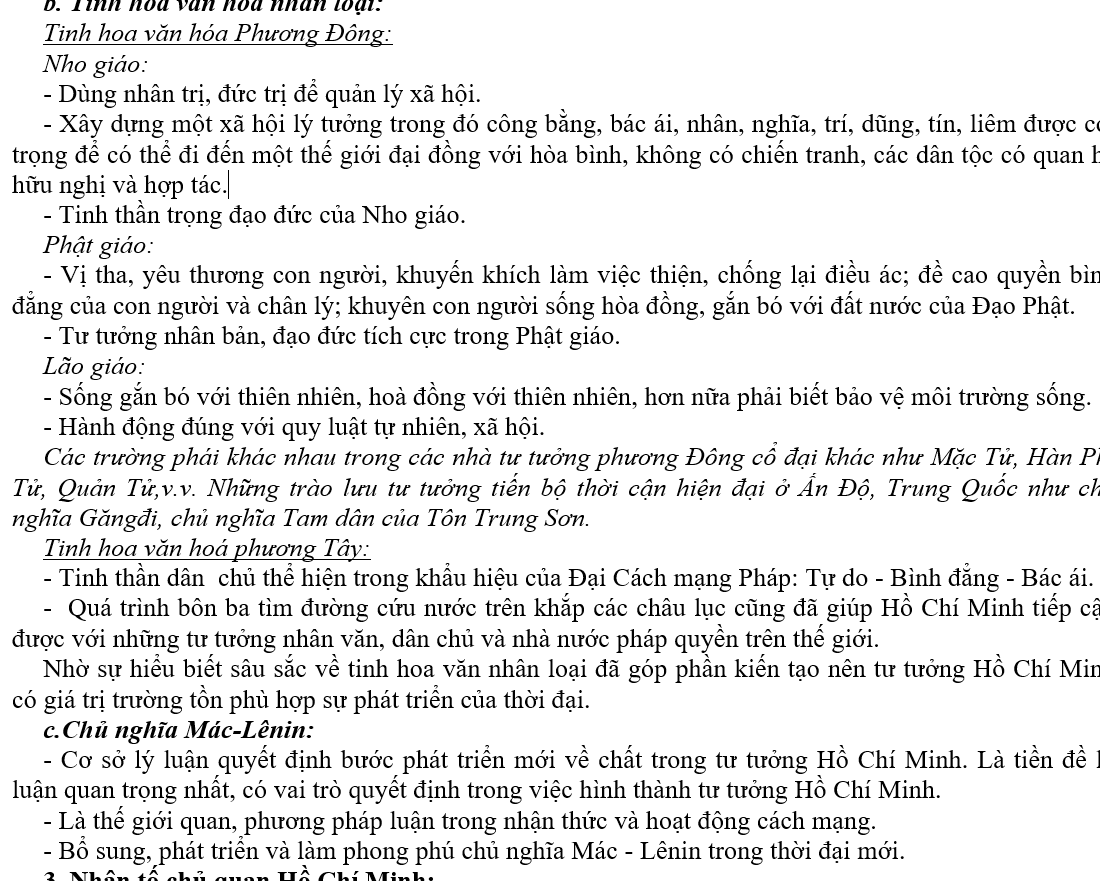 b. Tinh hoa văn hóa nhân loại:
Tinh hoa văn hóa Phương Đông:
Nho giáo:
- Dùng nhân trị, đức trị để quản lý xã hội.
- Xây dựng một xã hội lý tưởng trong đó công bằng, bác ái, nhân, nghĩa, trí, dũng, tín, liêm được
trọng để có thể đi đến một thế giới đại đồng với hòa bình, không có chiến tranh, các dân tộc có quan
hữu nghị và hợp tác.
- Tinh thần trọng đạo đức của Nho giáo.
Phật giáo:
- Vị tha, yêu thương con người, khuyến khích làm việc thiện, chống lại điều ác; đề cao quyền
đẳng của con người và chân lý; khuyên con người sống hòa đồng, gắn bó với đất nước của Đạo Phật.
- Tư tưởng nhân bản, đạo đức tích cực trong Phật giáo.
Lão giáo:
- Sống gắn bó với thiên nhiên, hoà đồng với thiên nhiên, hơn nữa phải biết bảo vệ môi trường sống.
- Hành động đúng với quy luật tự nhiên, xã hội.
Các trường phái khác nhau trong các nhà tư tưởng phương Đông cổ đại khác như Mặc Tử, Hàn
Tử, Quản Tử,v.v. Những trào lưu tư tưởng tiến bộ thời cận hiện đại ở Ấn Độ, Trung Quốc như
nghĩa Găngđi, chủ nghĩa Tam dân của Tôn Trung Sơn.
Tinh hoa văn hoá phương Tây:
- Tinh thần dân chủ thể hiện trong khẩu hiệu của Đại Cách mạng Pháp: Tự do - Bình đẳng - Bác ái.
- Quá trình bôn ba tìm đường cứu nước trên khắp các châu lục cũng đã giúp Hồ Chí Minh tiếp
được với những tư tưởng nhân văn, dân chủ và nhà nước pháp quyền trên thế giới.
Nhờ sự hiểu biết sâu sắc về tinh hoa văn nhân loại đã góp phần kiến tạo nên tư tưởng Hồ Chí
có giá trị trường tồn phù hợp sự phát triển của thời đại.
c.Chủ nghĩa Mác-Lênin:
- Cơ sở lý luận quyết định bước phát triển mới về chất trong tư tưởng Hồ Chí Minh. Là tiền đề
luận quan trọng nhất, có vai trò quyết định trong việc hình thành tư tưởng Hồ Chí Minh.
- Là thế giới quan, phương pháp luận trong nhận thức và hoạt động cách mạng.
- Bổ sung, phát triển và làm phong phú chủ nghĩa Mác - Lênin trong thời đại mới.
3. Nhân tố chủ quan Hồ Chí Minh: